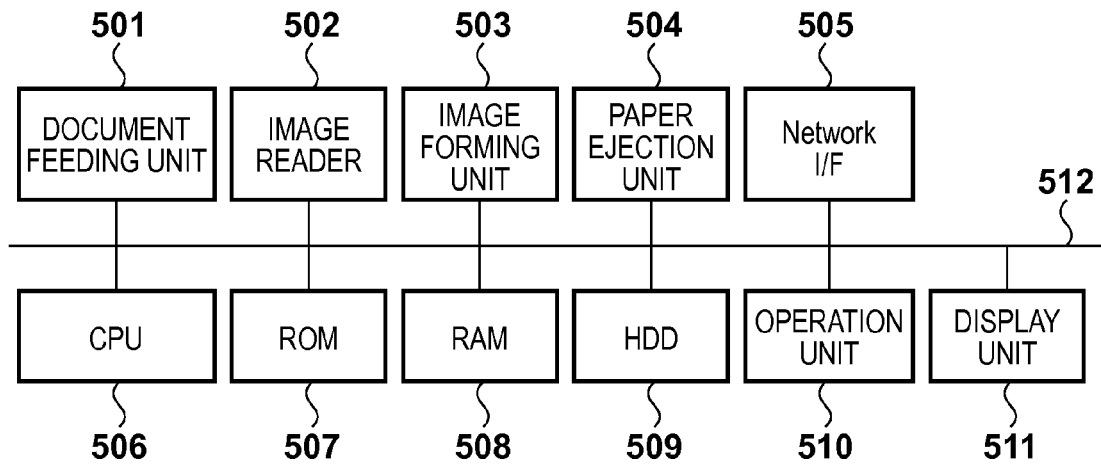 501
502
503
504
505
DOCUMENT
FEEDING UNIT
IMAGE
READER
IMAGE
FORMING
UNIT
PAPER
EJECTION
UNIT
Network
I/F
512
CPU
ROM
RAM
HDD
OPERATION
UNIT
DISPLAY
UNIT
506
507
508
509
510
511